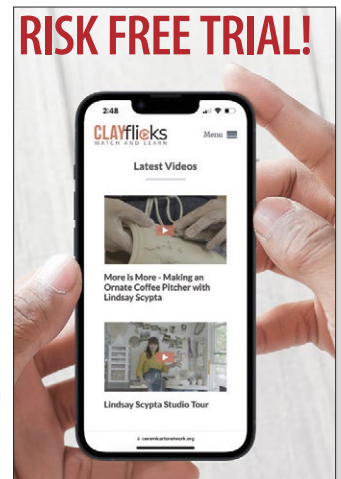 RISK FREE TRIAL!
2:48
CLAYflicks
WATCH AND LEARN
Menu
Latest Videos
More is More - Making an
Ornate Coffee Pitcher with
Lindsay Scypta
Lindsay Scypta Studio Tour
ceramicartsnetwork.org